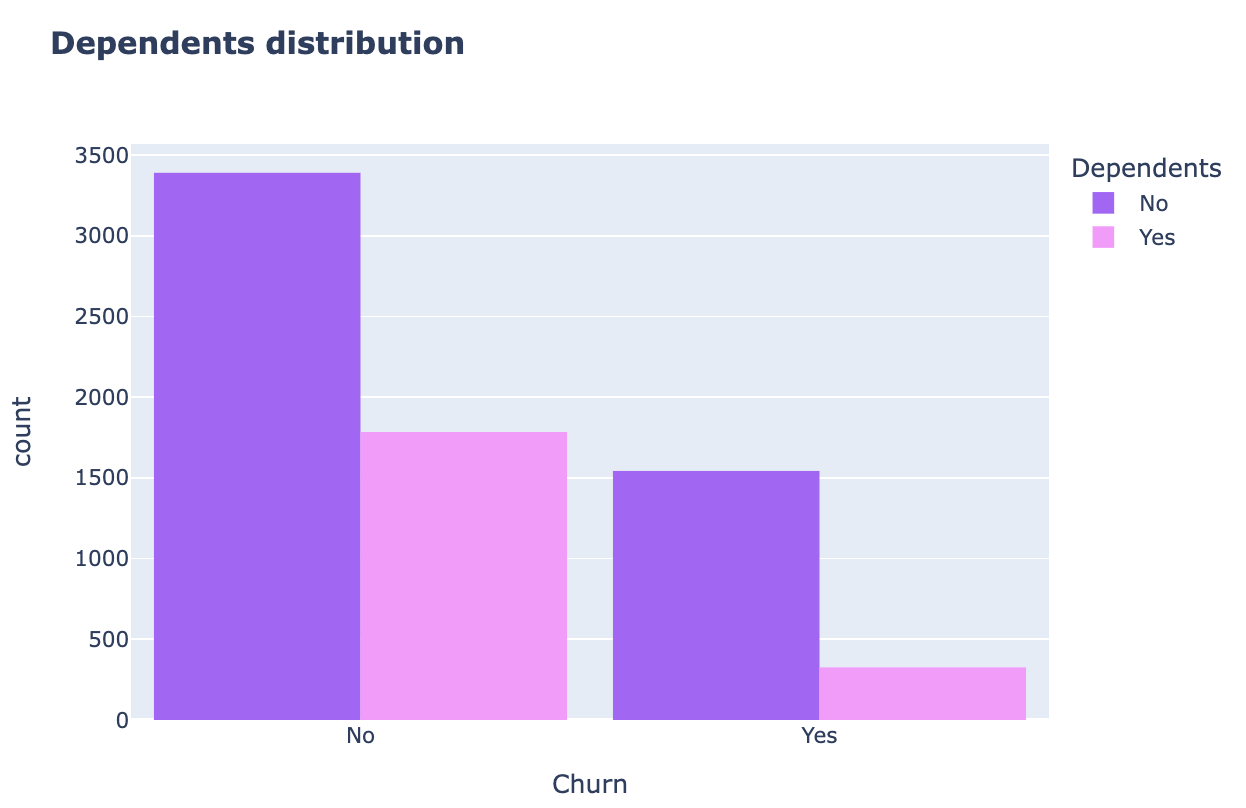 Dependents distribution
3500
3000
2500
2000
1500
1000
500
0
count
No
Yes
Churn
Dependents
No
Yes